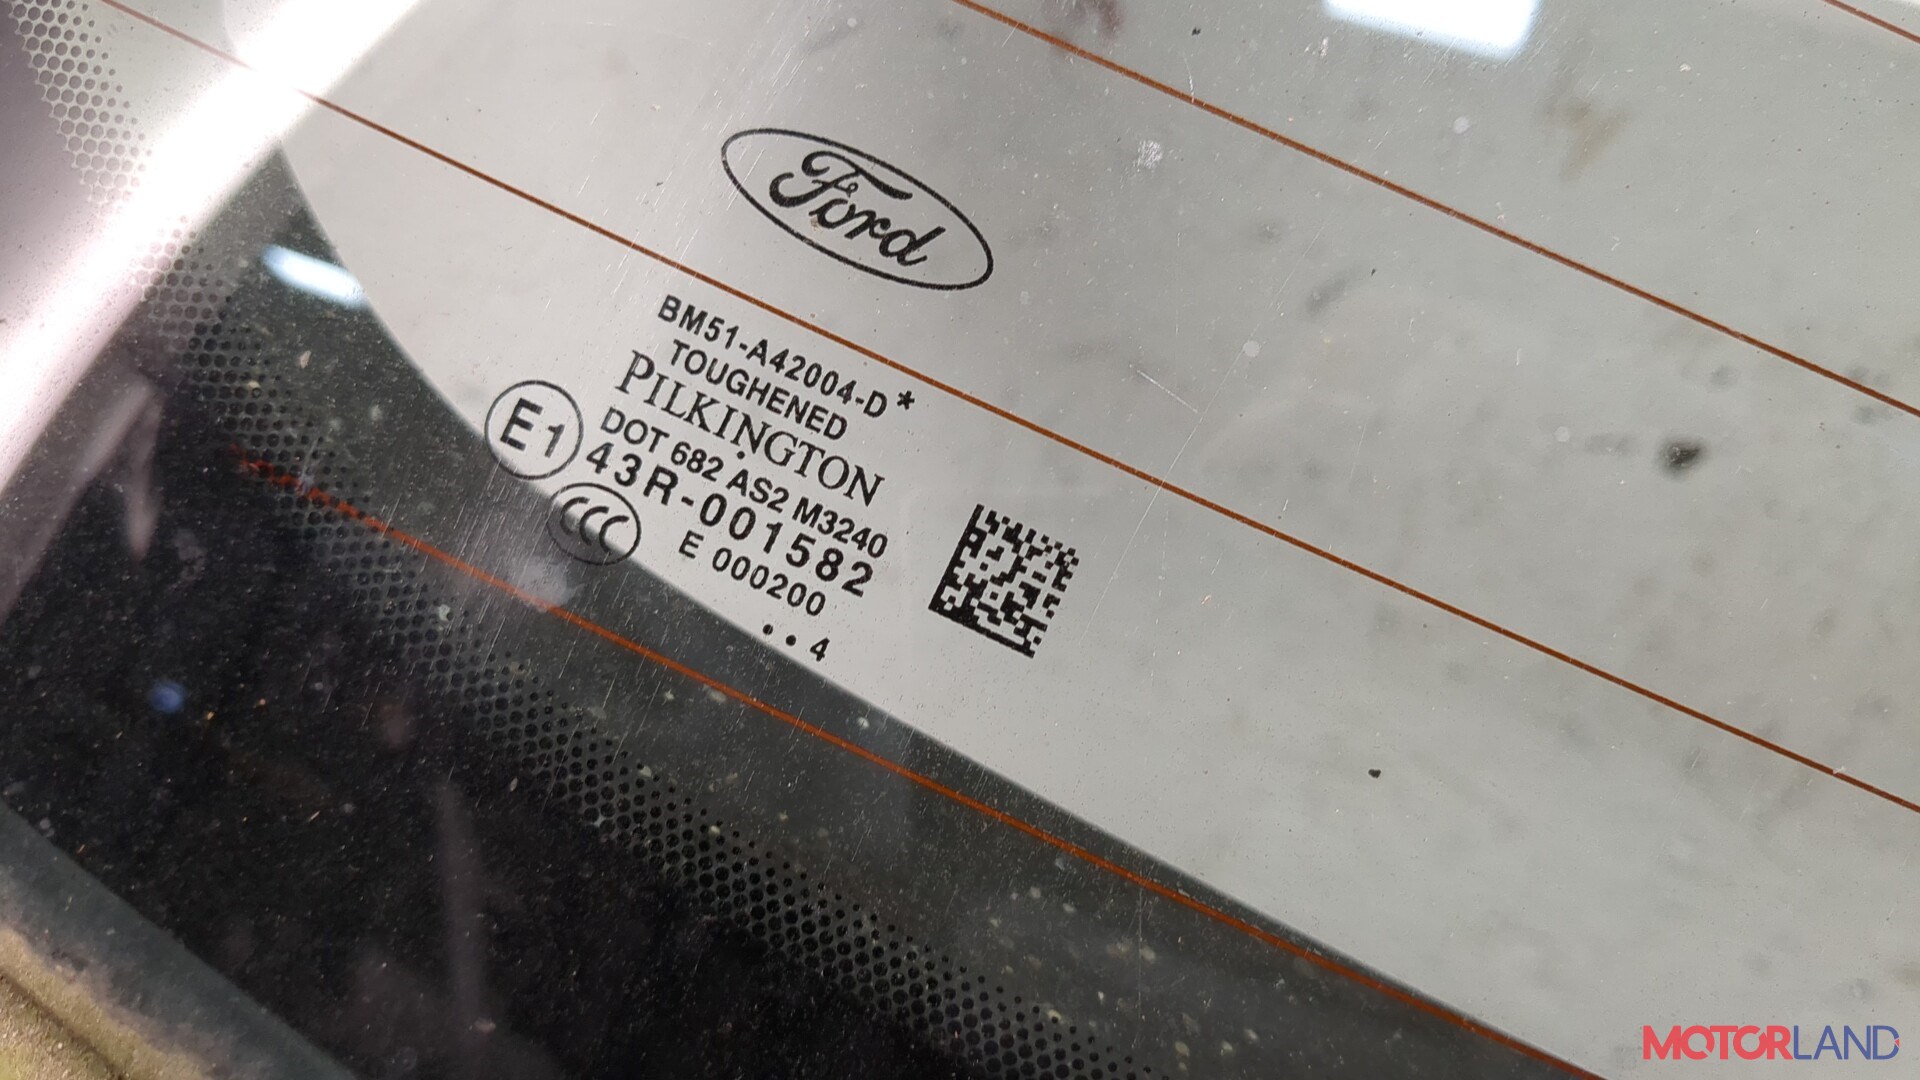 Ford
BM51-A42004-D*
TOUGHENED
PILKINGTON
DOT 682 AS2 M3240
E1
43R-001582
CCC
E 000200
..4
MOTORLAND